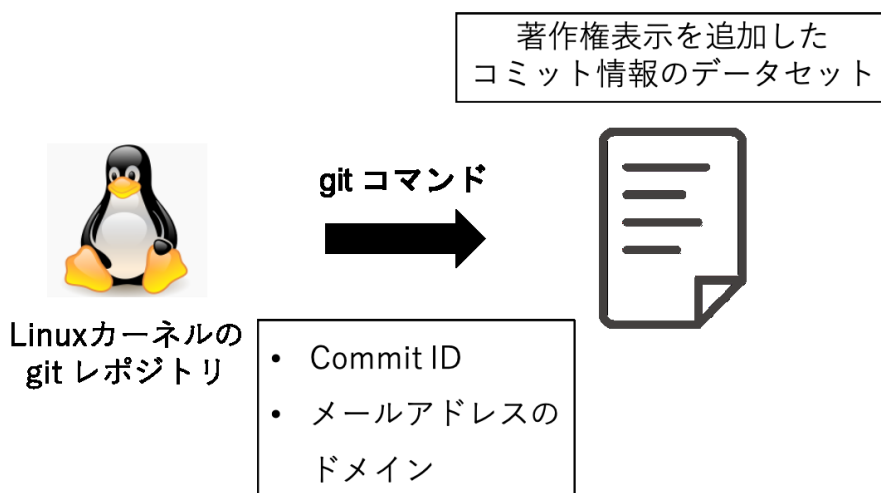 著作権表示を追加した
コミット情報のデータセット
git コマンド
Linuxカーネルの
git レポジトリ
• Commit ID
• メールアドレスの
ドメイン